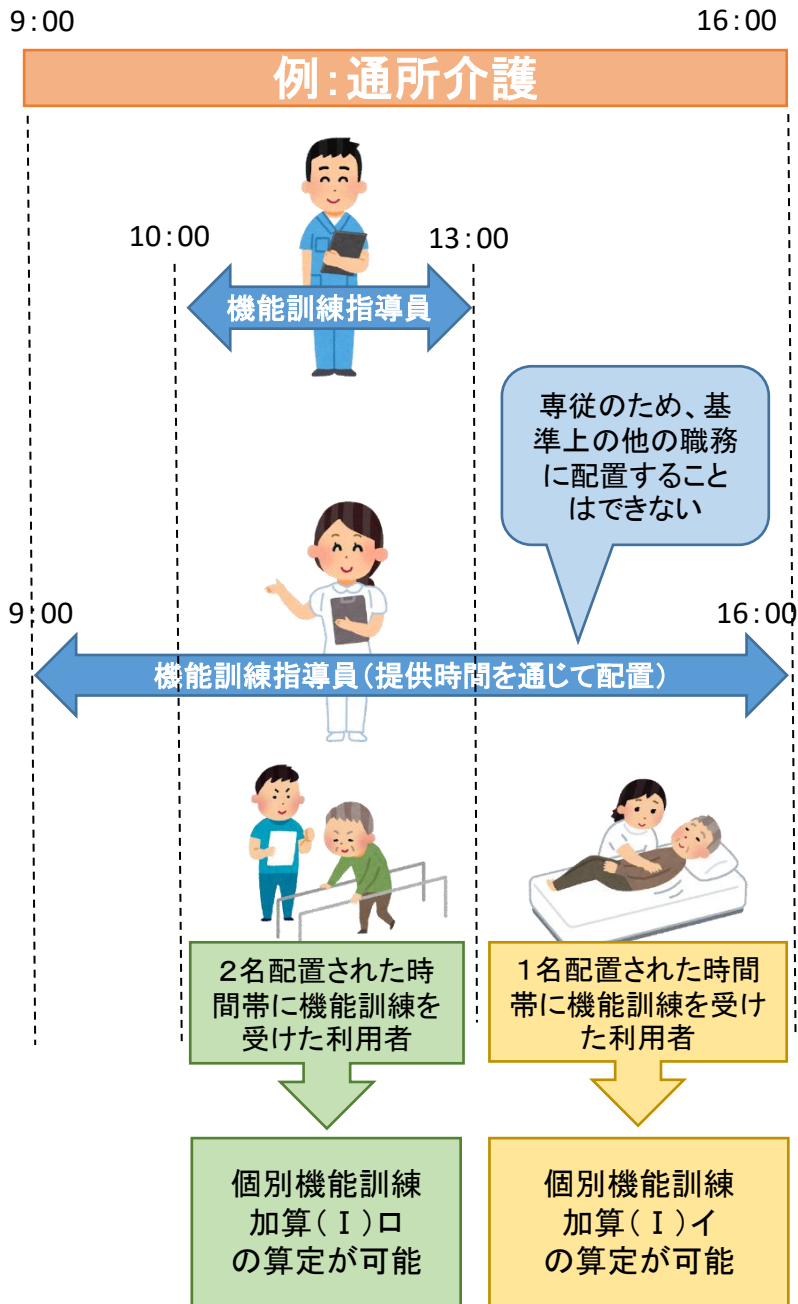 9:00
16:00
例：通所介護
10:00
13:00
機能訓練指導員
専従のため、基
準上の他の職務
に配置すること
はできない
9:00
16:00
機能訓練指導員（提供時間を通じて配置）
２名配置された時
間帯に機能訓練を
受けた利用者
１名配置された時間
帯に機能訓練を受け
た利用者
個別機能訓練
加算（Ⅰ）ロ
の算定が可能
個別機能訓練
加算（Ⅰ）イ
の算定が可能